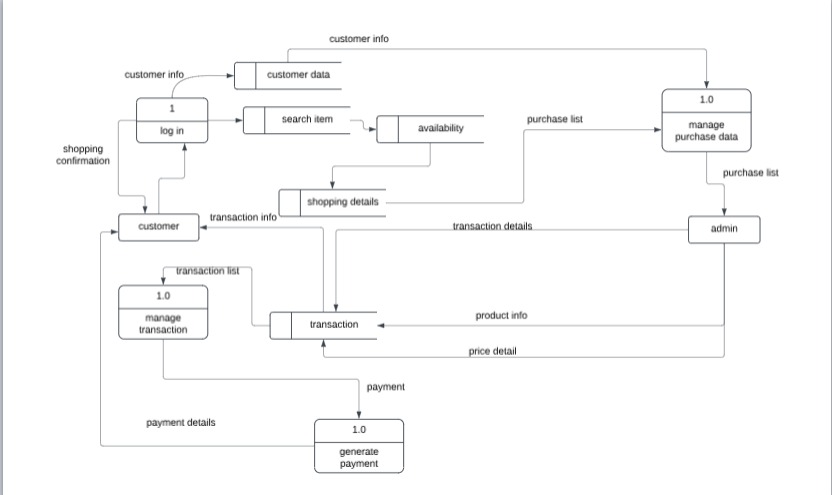 customer info
customer info
customer data
1.0
1
search item
purchase list
manage
purchase data
log in
availability
shopping
confirmation
purchase list
shopping details
transaction info
customer
transaction details
admin
transaction list
1.0
manage
transaction
transaction
product info
price detail
payment
payment details
1.0
generate
payment